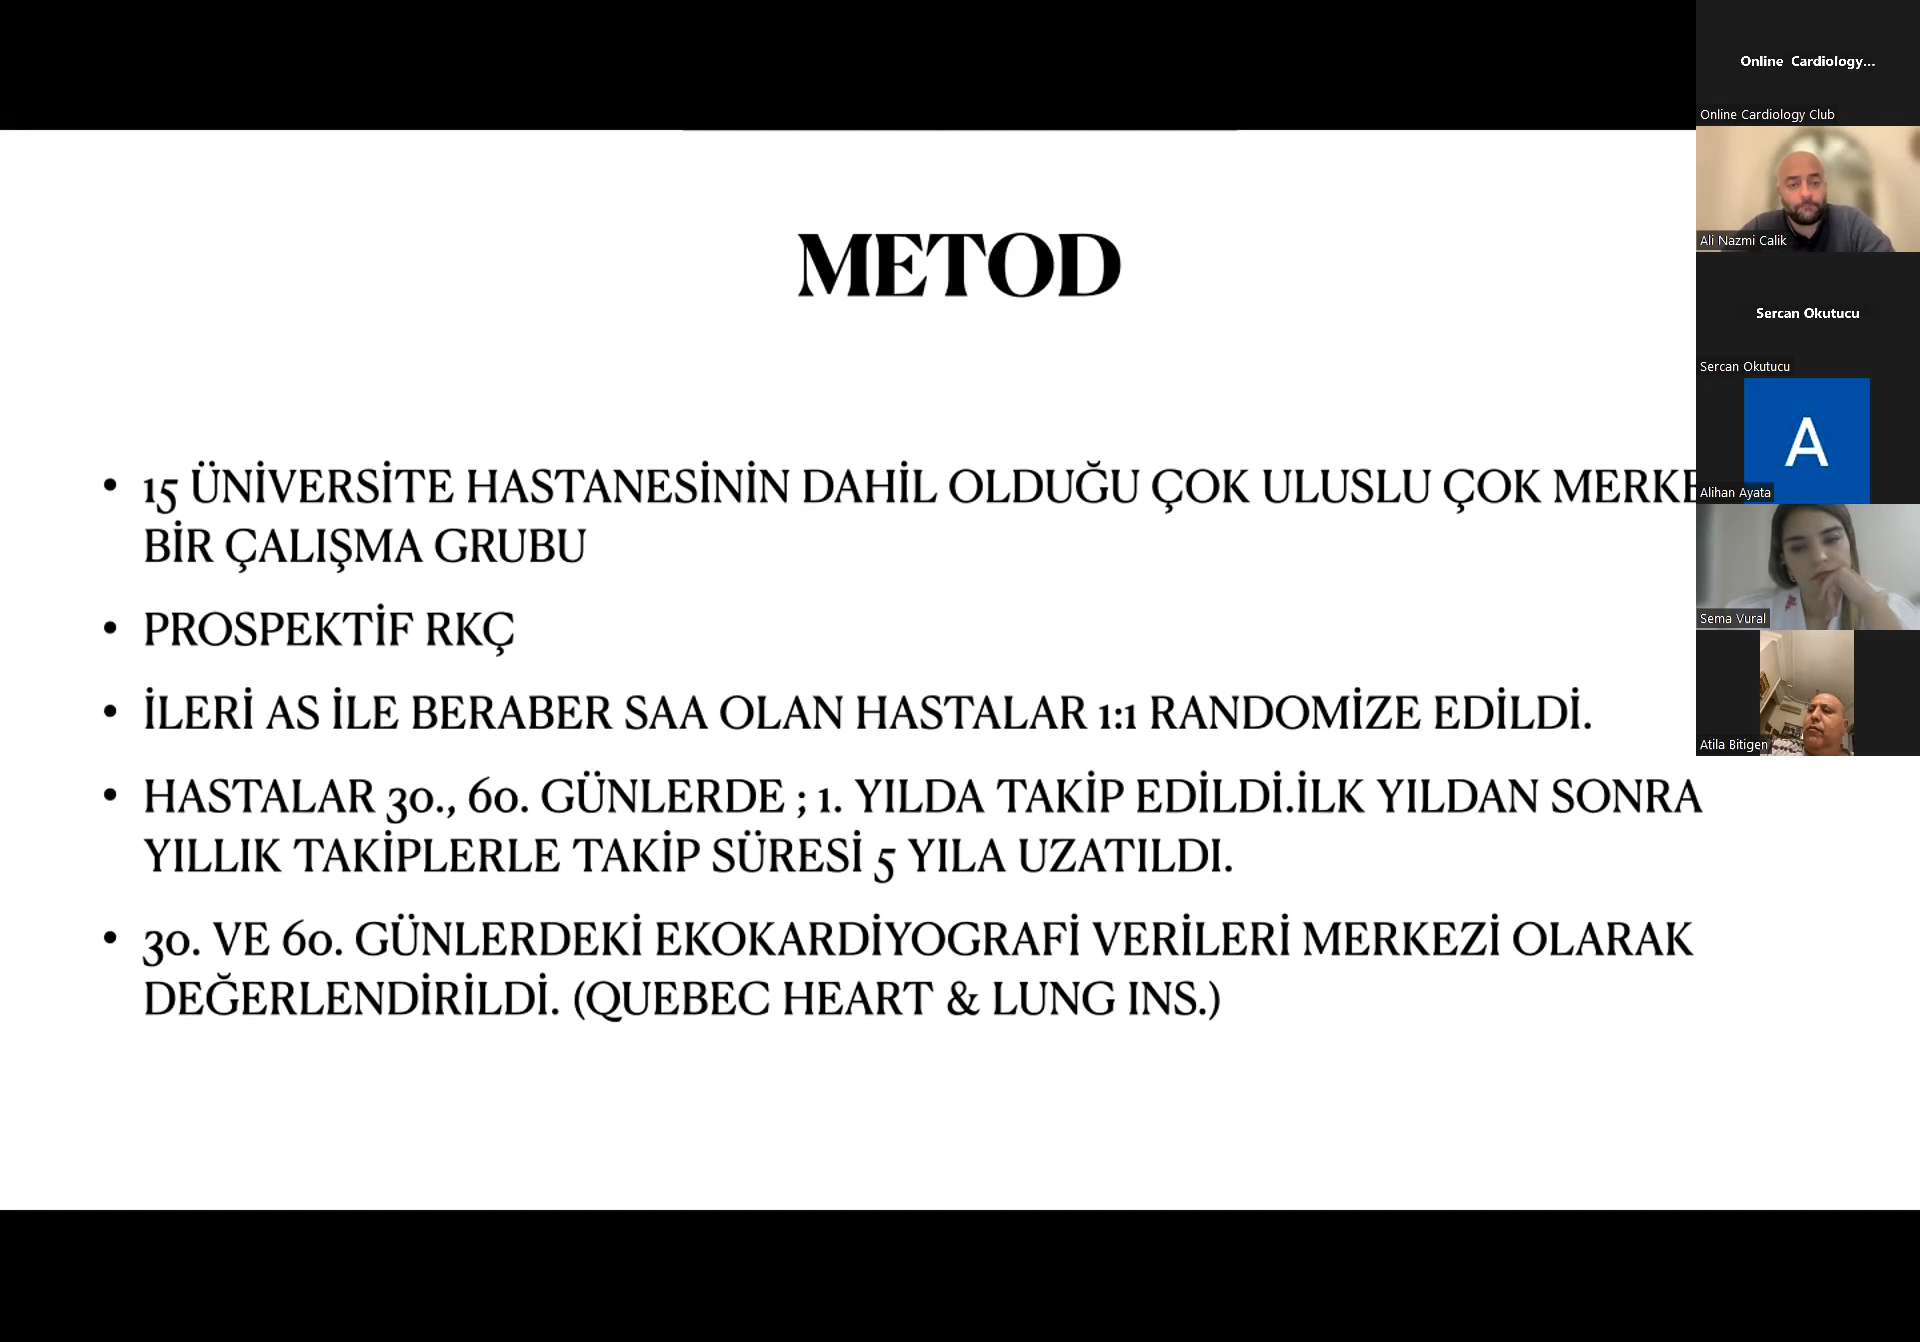 METOD
• 15 ÜNİVERSİTE HASTANESİNİN DAHİL OLDUĞU ÇOK ULUSLU ÇOK
BİR ÇALIŞMA GRUBU
• PROSPEKTİF RKÇ
• İLERİ AS İLE BERABER SAA OLAN HASTALAR 1:1 RANDOMİZE EDİLDİ.
• HASTALAR 30., 60. GÜNLERDE ; 1. YILDA TAKİP EDİLDİ.İLK YILDAN SONRA
YILLIK TAKİPLERLE TAKİP SÜRESİ 5 YILA UZATILDI.
• 30. VE 60. GÜNLERDEKİ EKOKARDİYOGRAFİ VERİLERİ MERKEZİ OLARAK
DEĞERLENDİRİLDİ. (QUEBEC HEART & LUNG INS.)
Online Cardiology...
Online Cardiology Club
Ali Nazmi Calik
Sercan Okutucu
Sercan Okutucu
A
Alihan Ayata
Sema Vural
Atila Bitigen